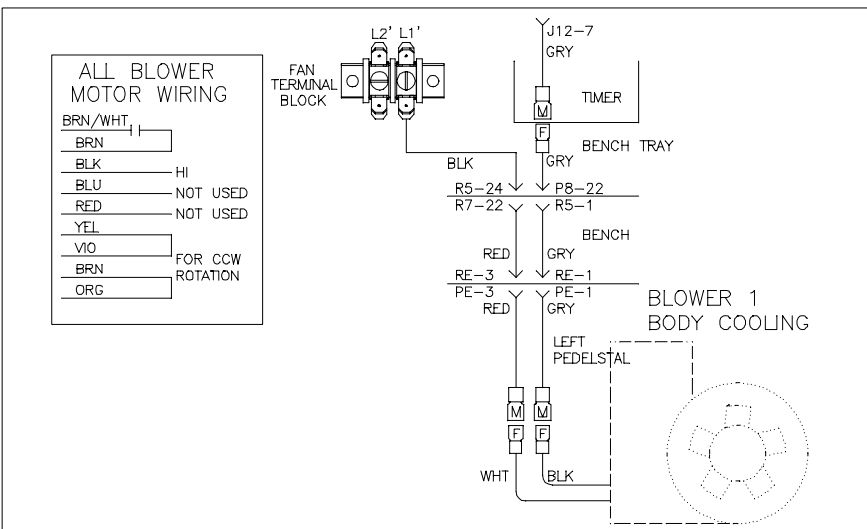 ALL BLOWER
MOTOR WIRING
BRN/WHT
BRN
BLK
HI
BLU
NOT USED
RED
NOT USED
YEL
VIO
FOR CCW
ROTATION
BRN
ORG
L2' L1'
FAN
TERMINAL
BLOCK
J12-7
GRY
TIMER
M
F
BENCH TRAY
BLK
GRY
R5-24
P8-22
R7-22
R5-1
BENCH
RED
GRY
RE-3
RE-1
PE-3
PE-1
RED
GRY
BLOWER 1
BODY COOLING
LEFT
PEDELSTAL
M
M
F
F
WHT
BLK